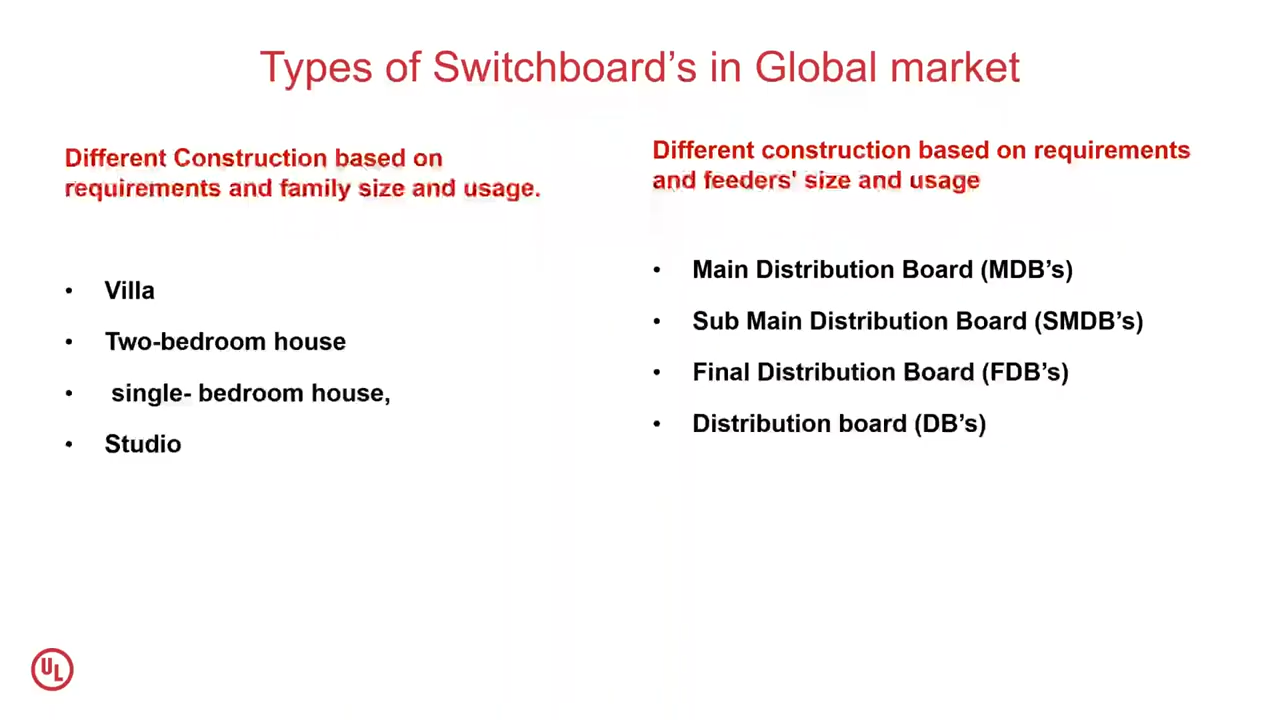 Types of Switchboard’s in Global market
Different Construction based on
requirements and family size and usage.
• Villa
• Two-bedroom house
• single- bedroom house,
• Studio
Different construction based on requirements
and feeders' size and usage
• Main Distribution Board (MDB’s)
• Sub Main Distribution Board (SMDB’s)
• Final Distribution Board (FDB’s)
• Distribution board (DB’s)
UL